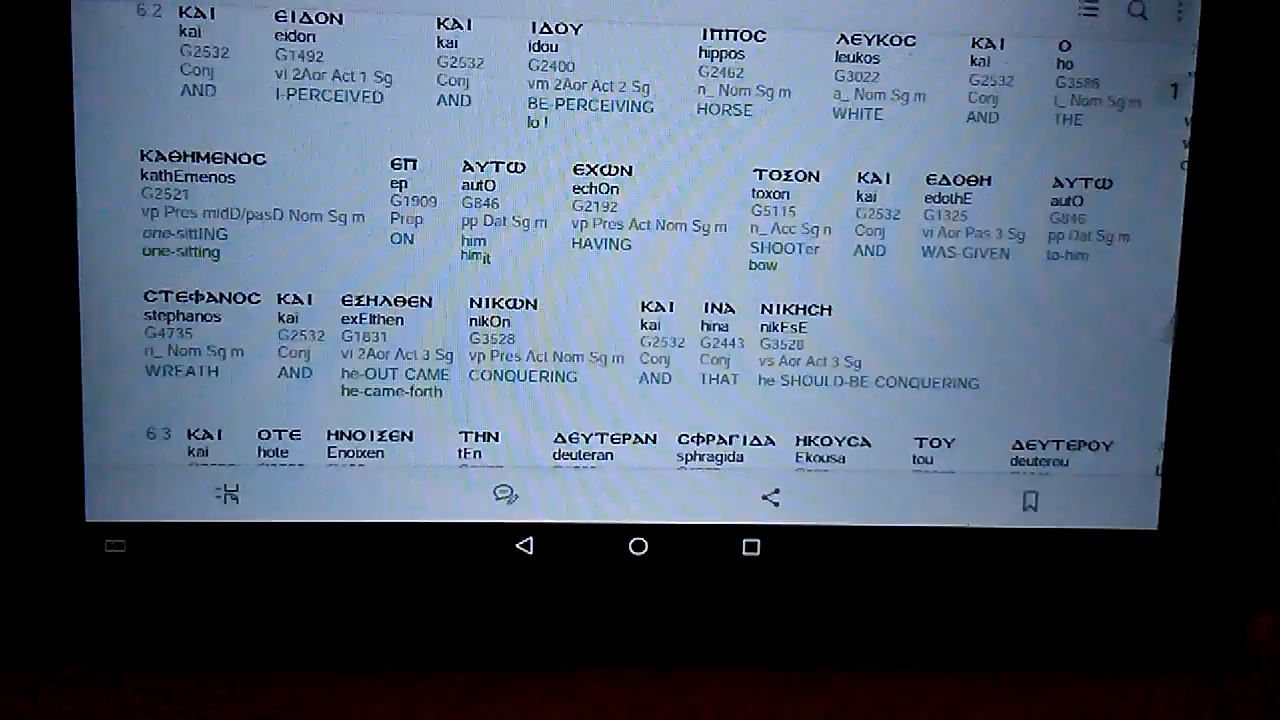 6:2 ΚΑΙ ΕΙΔΟΝ ΚΑΙ ΙΔΟΥ ΙΠΠΟϹ ΛΕΥΚΟϹ ΚΑΙ Ο
kai eidon kai idou hippos leukos kai ho
G2532 G1492 G2532 G2400 G2462 G3022 G2532 G3588
Conj vi 2Aor Act 1 Sg Conj vm 2Aor Act 2 Sg n_ Nom Sg m a_ Nom Sg m Conj t_ Nom Sg m
AND I-PERCEIVED AND BE-PERCEIVING HORSE WHITE AND THE
lo !
1
ΚΑΘΗΜΕΝΟϹ ΕΠ ΑΥΤΩ ΕΧΩΝ ΤΟΞΟΝ ΚΑΙ ΕΔΟΘΗ ΑΥΤΩ
kathEmenos ep autO echOn toxon kai edothE autO
G2521 G1909 G846 G2192 G5115 G2532 G1325 G846
vp Pres midD/pasD Nom Sg m Prep pp Dat Sg m vp Pres Act Nom Sg m n_ Acc Sg n Conj vi Aor Pas 3 Sg pp Dat Sg m
one-sittING ON him HAVING SHOOTer AND WAS-GIVEN to-him
one-sitting him it bow
ϹΤΕΦΑΝΟϹ ΚΑΙ ΕΞΗΛΘΕΝ ΝΙΚΩΝ ΚΑΙ ΙΝΑ ΝΙΚΗϹΗ
stephanos kai exElthen nikOn kai hina nikEsE
G4735 G2532 G1831 G3528 G2532 G2443 G3528
n_ Nom Sg m Conj vi 2Aor Act 3 Sg vp Pres Act Nom Sg m Conj Conj vs Aor Act 3 Sg
WREATH AND he-OUT CAME CONQUERING AND THAT he SHOULD-BE CONQUERING
he-came-forth
6:3 ΚΑΙ ΟΤΕ ΗΝΟΙΞΕΝ ΤΗΝ ΔΕΥΤΕΡΑΝ ϹΦΡΑΓΙΔΑ ΗΚΟΥϹΑ ΤΟΥ ΔΕΥΤΕΡΟΥ
kai hote Enoixen tEn deuteran sphragida Ekousa tou deuterou